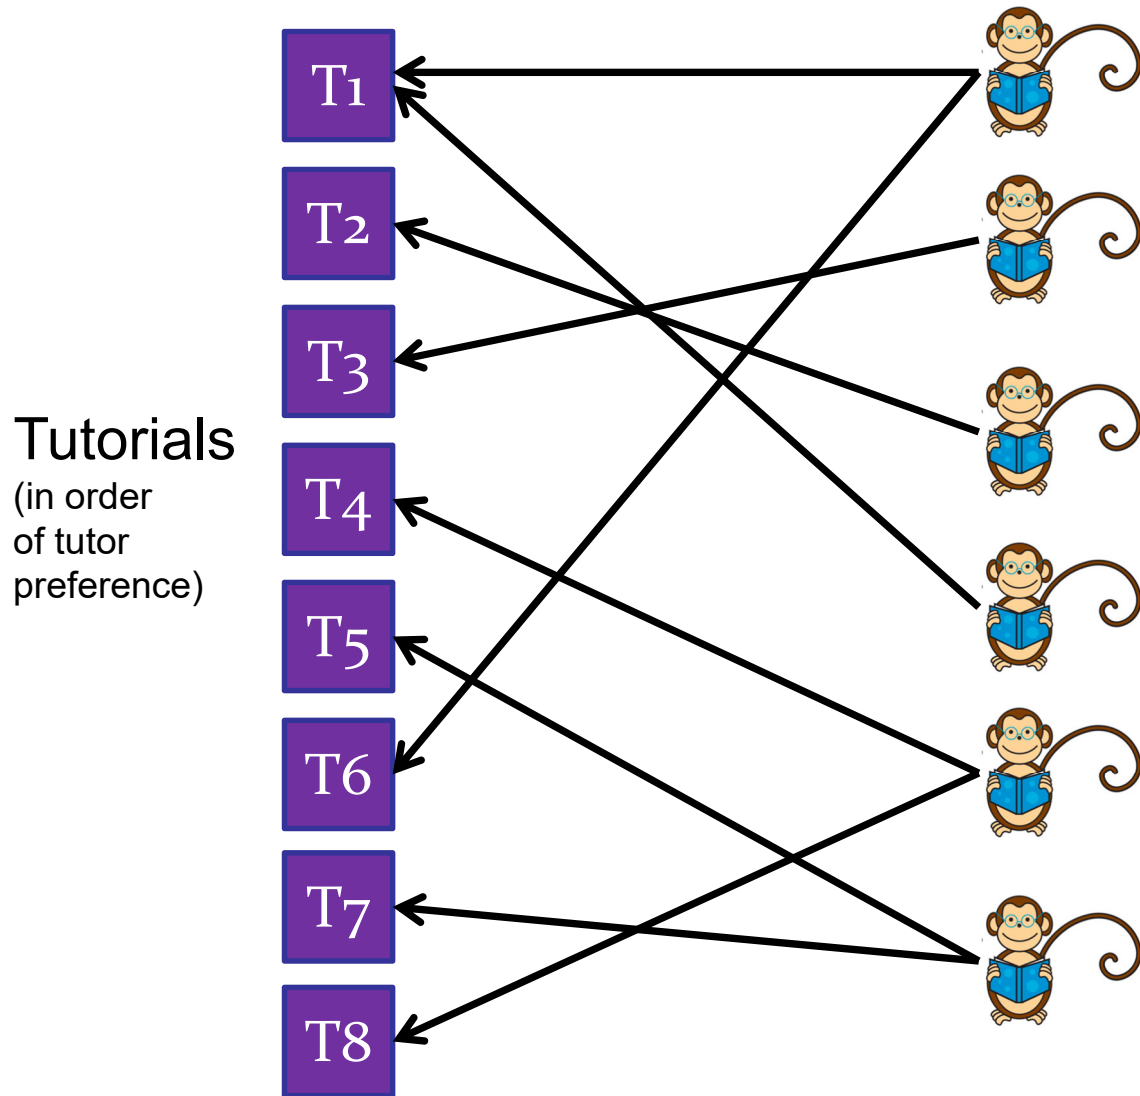 T1
T2
T3
T4
T5
T6
T7
T8
Tutorials
(in order
of tutor
preference)